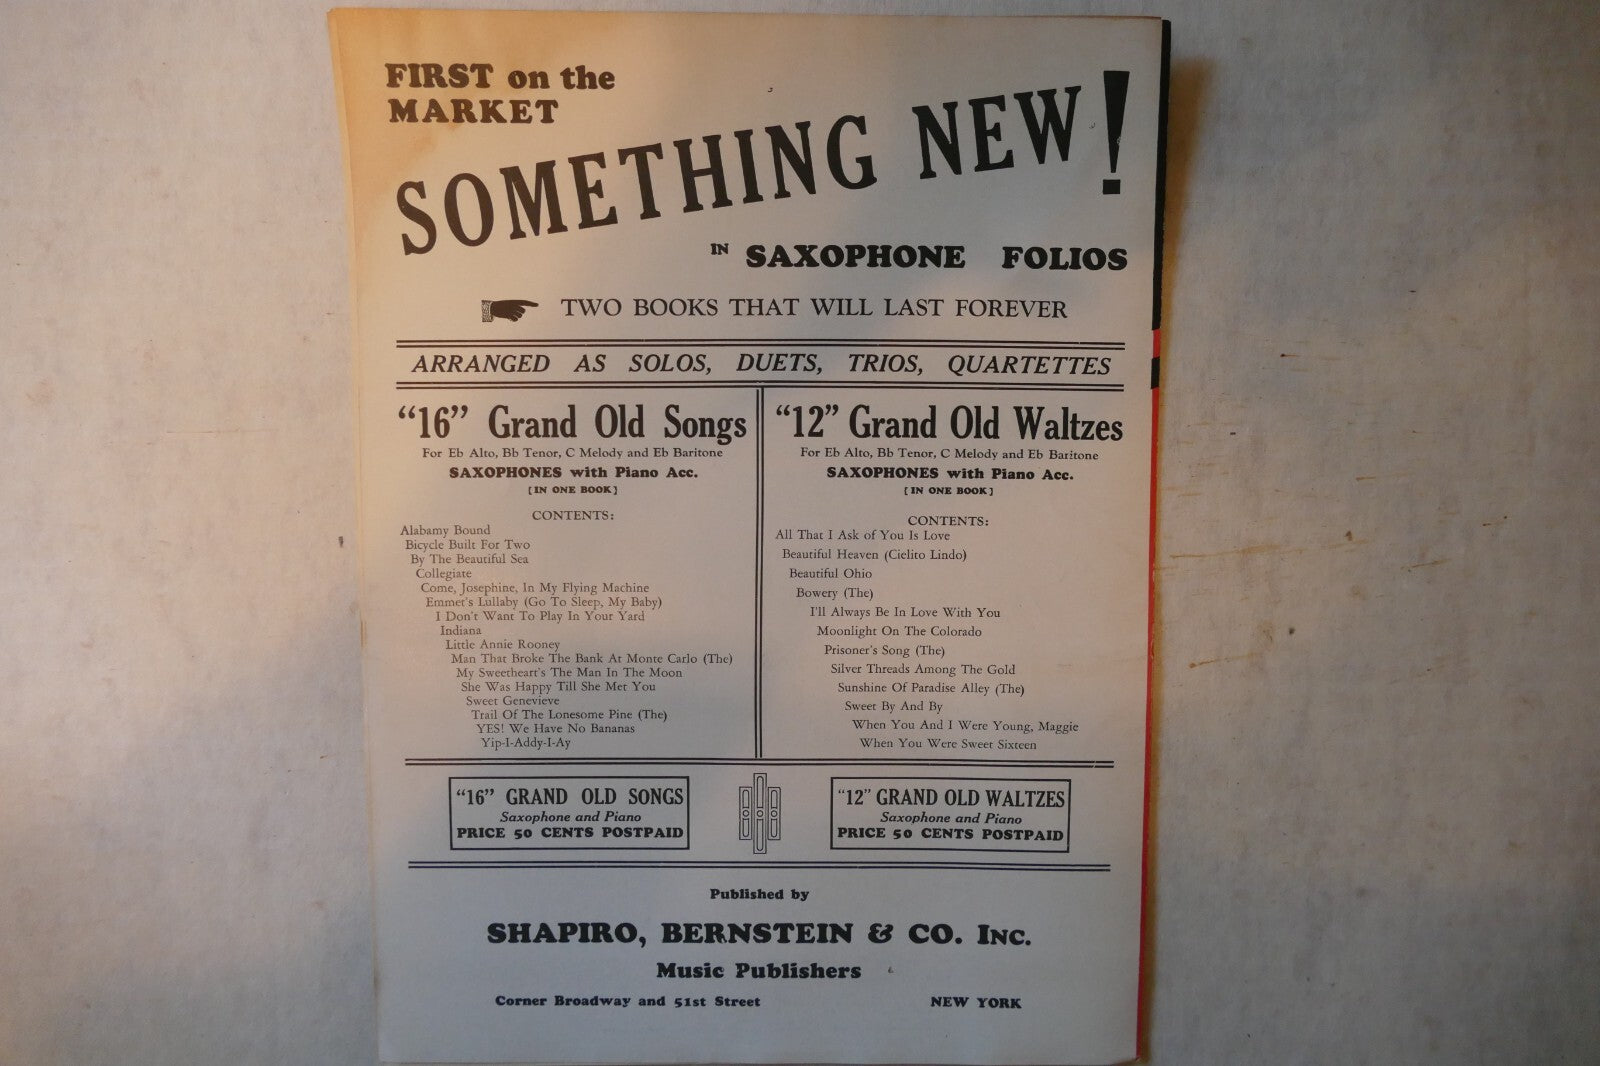 FIRST on the
MARKET
SOMETHING NEW!
IN SAXOPHONE FOLIOS
TWO BOOKS THAT WILL LAST FOREVER
ARRANGED AS SOLOS, DUETS, TRIOS, QUARTETTES
"16" Grand Old Songs
For Eb Alto, Bb Tenor, C Melody and Eb Baritone
SAXOPHONES with Piano Acc.
[IN ONE BOOK]
CONTENTS:
Alabamy Bound
Bicycle Built For Two
By The Beautiful Sea
Collegiate
Come, Josephine, In My Flying Machine
Emmet's Lullaby (Go To Sleep, My Baby)
I Don't Want To Play In Your Yard
Indiana
Little Annie Rooney
Man That Broke The Bank At Monte Carlo (The)
My Sweetheart's The Man In The Moon
She Was Happy Till She Met You
Sweet Genevieve
Trail Of The Lonesome Pine (The)
YES! We Have No Bananas
Yip-I-Addy-I-Ay
"12" Grand Old Waltzes
For Eb Alto, Bb Tenor, C Melody and Eb Baritone
SAXOPHONES with Piano Acc.
[IN ONE BOOK]
CONTENTS:
All That I Ask of You Is Love
Beautiful Heaven (Cielito Lindo)
Beautiful Ohio
Bowery (The)
I'll Always Be In Love With You
Moonlight On The Colorado
Prisoner's Song (The)
Silver Threads Among The Gold
Sunshine Of Paradise Alley (The)
Sweet By And By
When You And I Were Young, Maggie
When You Were Sweet Sixteen
"16" GRAND OLD SONGS
Saxophone and Piano
PRICE 50 CENTS POSTPAID
"12" GRAND OLD WALTZES
Saxophone and Piano
PRICE 50 CENTS POSTPAID
Published by
SHAPIRO, BERNSTEIN & CO. INC.
Music Publishers
Corner Broadway and 51st Street NEW YORK